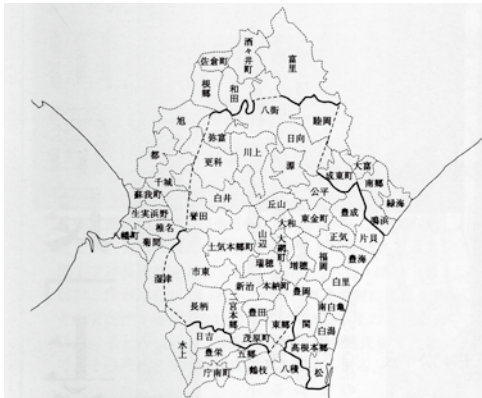 酒々井町
富里
佐倉町
根郷
和田
八街
睦岡
旭
弥富
日向
都
更科
川上
源
成東町
大富
南郷
千城
緑海
蘇我町
白井
公平
鳴浜
生実浜野
誉田
丘山
豊成
椎名
大和
東金町
片貝
八幡町
菊間
土気本郷町
山辺
大網町
正気
福岡
豊海
瑞穂
増穂
湿津
市東
白里
新治
本納町
豊岡
長柄
二宮本郷
南白亀
豊田
東郷
関
白潟
日吉
茂原町
高根本郷
水上
豊栄
五郷
庁南町
鶴枝
八積
一松